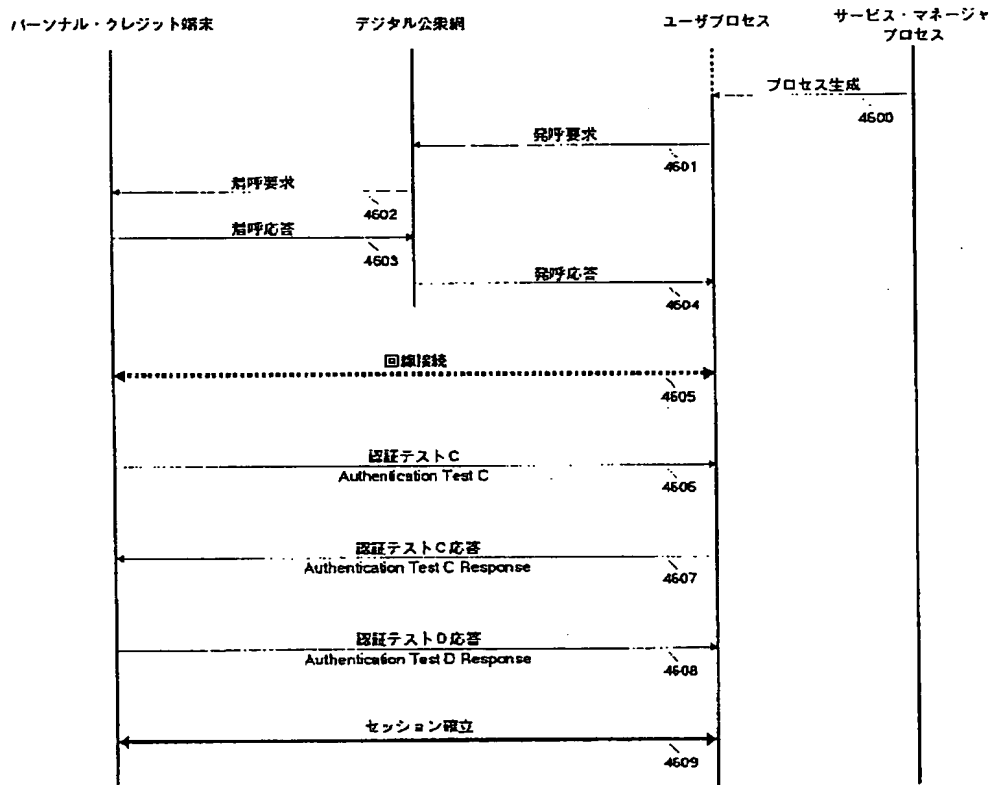 パーソナル・クレジット端末
デジタル公衆網
ユーザプロセス
サービス・マネージャ
プロセス
プロセス生成
4600
発呼要求
4601
着呼要求
4602
着呼応答
4603
発呼応答
4604
回線接続
4605
認証テストC
Authentication Test C
4606
認証テストC応答
Authentication Test C Response
4607
認証テストD応答
Authentication Test D Response
4608
セッション確立
4609